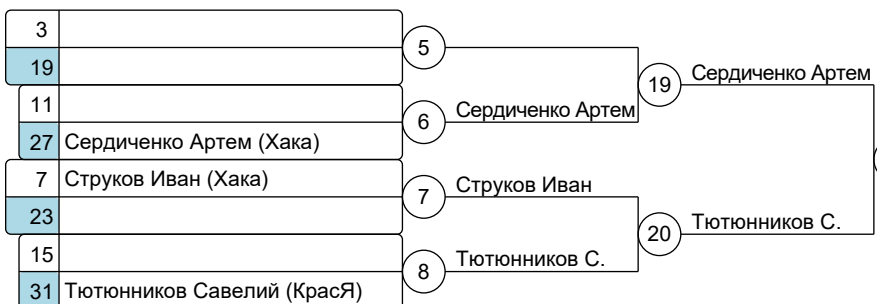 3
19
5
11
27 Сердиченко Артем (Хака)
6 Сердиченко Артем
19 Сердиченко Артем
7 Струков Иван (Хака)
23
7 Струков Иван
15
31 Тютюнников Савелий (КрасЯ)
8 Тютюнников С.
20 Тютюнников С.